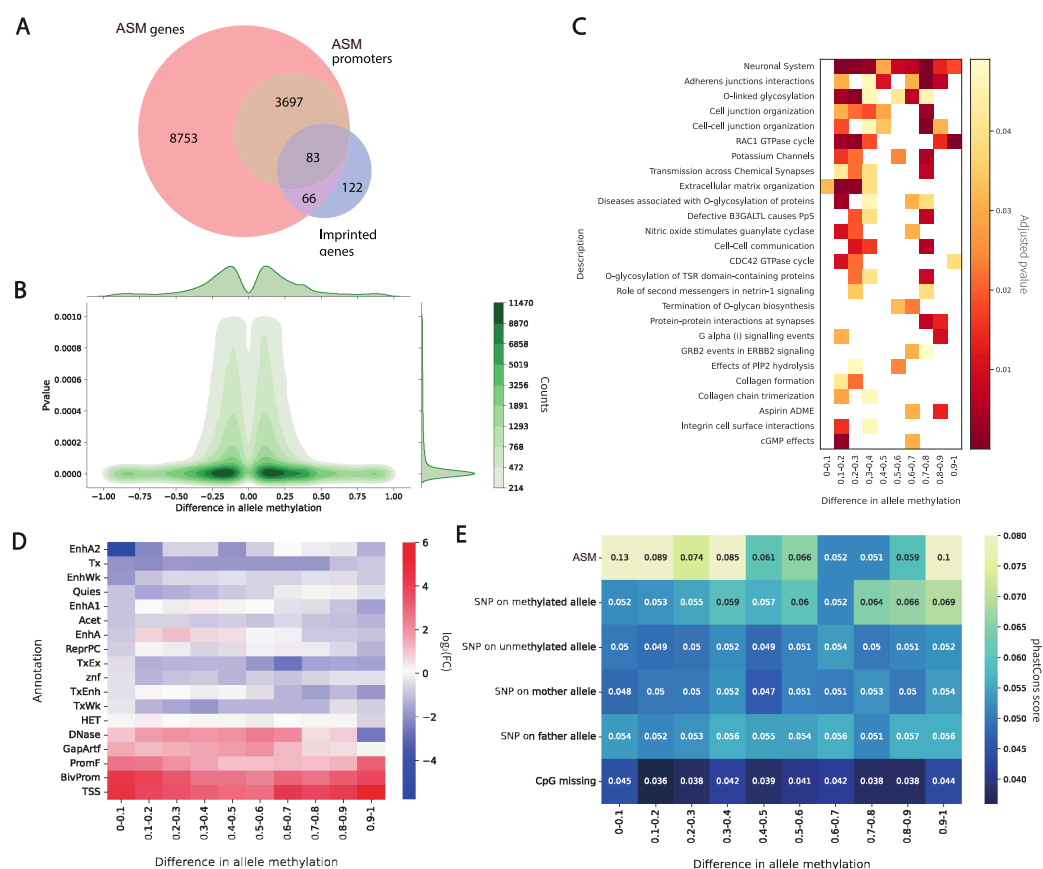 A
ASM genes
ASM
promoters
3697
8753
83
122
66
Imprinted
genes
B
0.0010
0.0008
0.0006
0.0004
0.0002
0.0000
Pvalue
−1.00
−0.75
−0.50
−0.25
0.00
0.25
0.50
0.75
1.00
Difference in allele methylation
11470
8870
6858
5019
3256
1891
1293
768
472
214
Counts
C
Neuronal System
Adherens junctions interactions
O-linked glycosylation
Cell junction organization
Cell-cell junction organization
RAC1 GTPase cycle
Potassium Channels
Transmission across Chemical Synapses
Extracellular matrix organization
Diseases associated with O-glycosylation of proteins
Defective B3GALTL causes PpS
Nitric oxide stimulates guanylate cyclase
Cell-Cell communication
CDC42 GTPase cycle
O-glycosylation of TSR domain-containing proteins
Role of second messengers in netrin-1 signaling
Termination of O-glycan biosynthesis
Protein-protein interactions at synapses
G alpha (i) signalling events
GRB2 events in ERBB2 signaling
Effects of PIP2 hydrolysis
Collagen formation
Collagen chain trimerization
Aspirin ADME
Integrin cell surface interactions
cGMP effects
Description
0-0.1
0.1-0.2
0.2-0.3
0.3-0.4
0.4-0.5
0.5-0.6
0.6-0.7
0.7-0.8
0.8-0.9
0.9-1
Difference in allele methylation
0.04
0.03
0.02
0.01
Adjusted pvalue
D
EnhA2
Tx
EnhWk
Quies
EnhA1
Acet
EnhA
ReprPC
TxEx
znf
TxEnh
TxWk
HET
DNase
GapArtf
PromF
BivProm
TSS
Annotation
0-0.1
0.1-0.2
0.2-0.3
0.3-0.4
0.4-0.5
0.5-0.6
0.6-0.7
0.7-0.8
0.8-0.9
0.9-1
Difference in allele methylation
6
4
2
0
−2
−4
log₂(FC)
E
ASM 0.13 0.089 0.074 0.085 0.061 0.066 0.052 0.051 0.059 0.1
SNP on methylated allele 0.052 0.053 0.055 0.059 0.057 0.06 0.052 0.064 0.066 0.069
SNP on unmethylated allele 0.05 0.049 0.05 0.052 0.049 0.051 0.054 0.05 0.051 0.052
SNP on mother allele 0.048 0.05 0.05 0.052 0.047 0.051 0.051 0.053 0.05 0.054
SNP on father allele 0.054 0.052 0.053 0.056 0.055 0.054 0.056 0.051 0.057 0.056
CpG missing 0.045 0.036 0.038 0.042 0.039 0.041 0.042 0.038 0.038 0.044
0-0.1
0.1-0.2
0.2-0.3
0.3-0.4
0.4-0.5
0.5-0.6
0.6-0.7
0.7-0.8
0.8-0.9
0.9-1
Difference in allele methylation
0.080
0.075
0.070
0.065
0.060
0.055
0.050
0.045
0.040
phastCons score